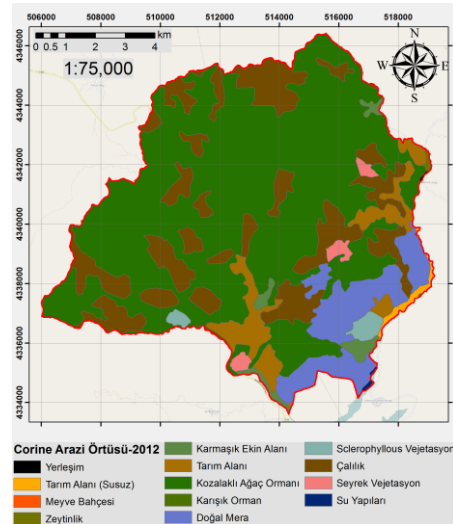 506000 508000 510000 512000 514000 516000 518000
0 0.5 1 2 3 4 km
1:75,000
N
W E
S
4346000
4344000
4342000
4340000
4338000
4336000
4334000
Corine Arazi Örtüsü-2012
Yerleşim
Tarım Alanı (Susuz)
Meyve Bahçesi
Zeytinlik
Karmaşık Ekin Alanı
Tarım Alanı
Kozalaklı Ağaç Ormanı
Karışık Orman
Doğal Mera
Sclerophyllous Vejetasyon
Çalılık
Seyrek Vejetasyon
Su Yapıları